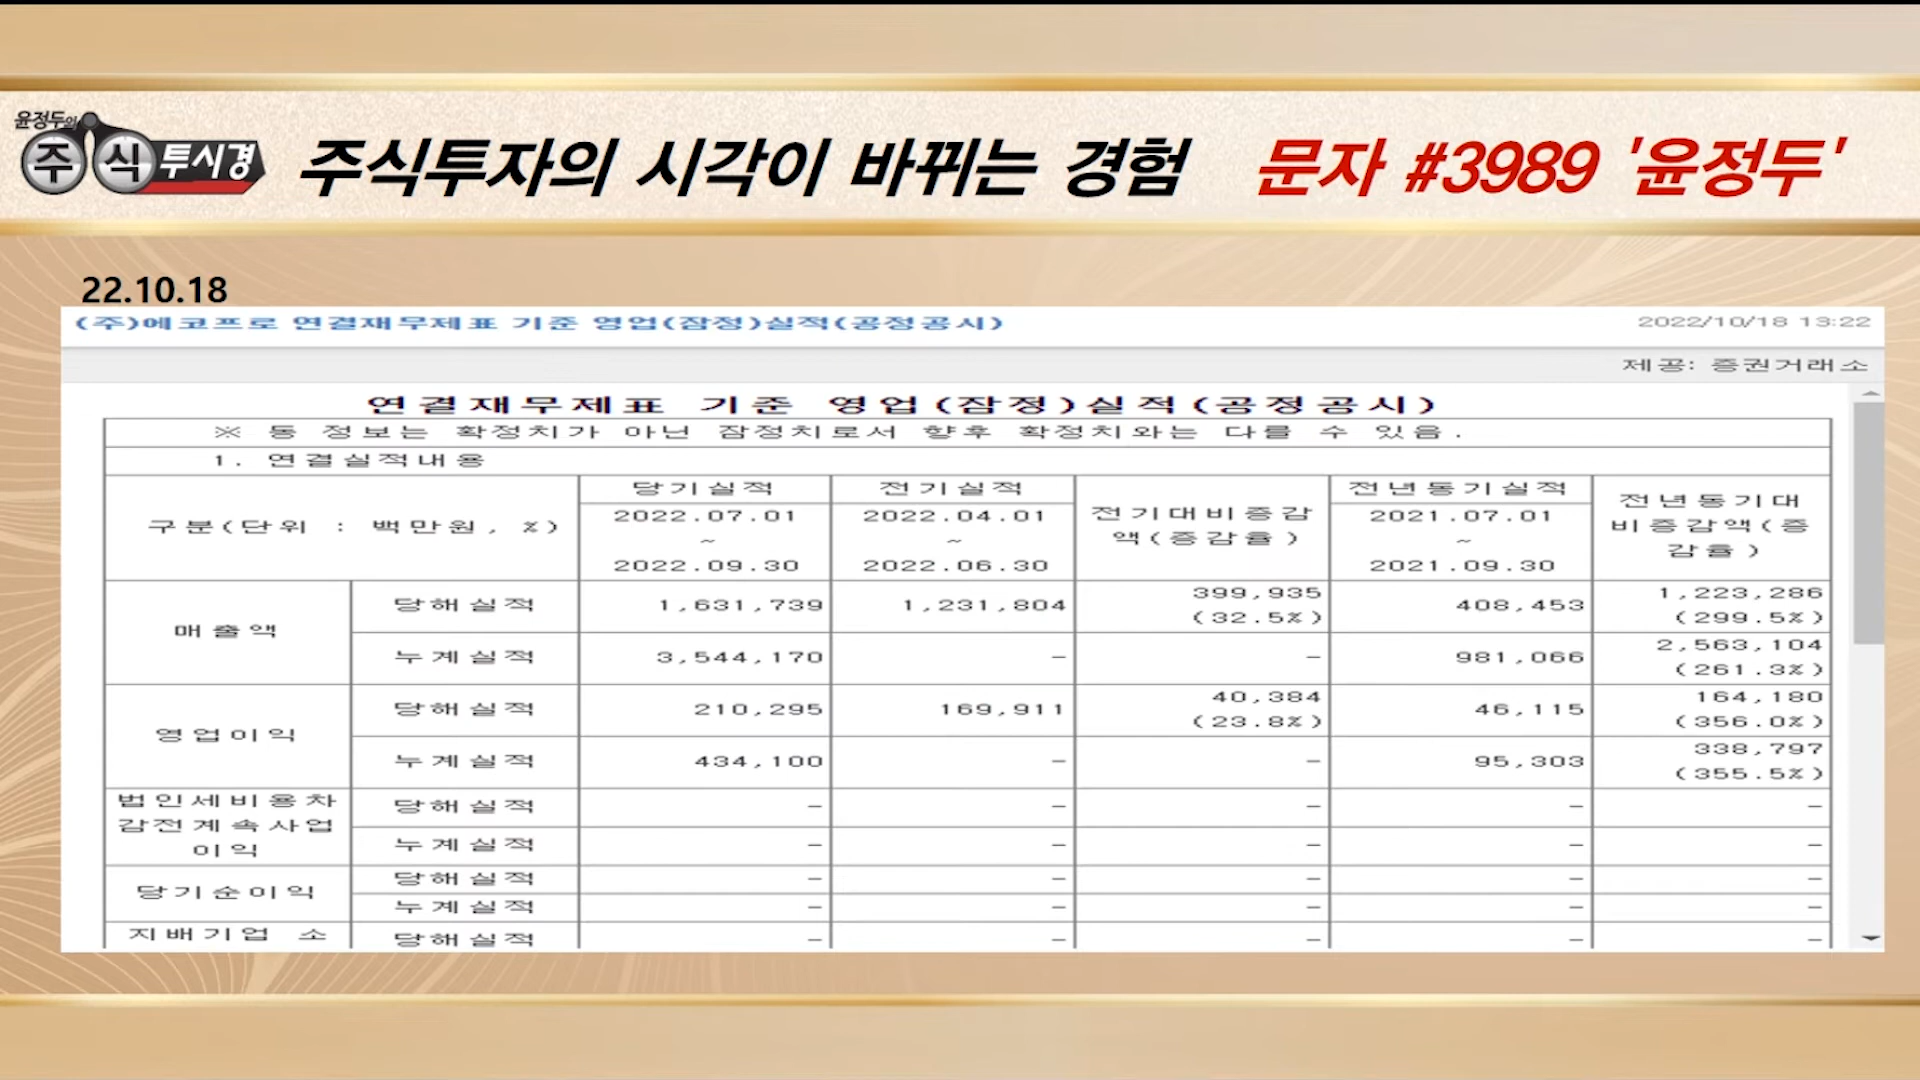 윤정두의
주식투시경
주식투자의 시각이 바뀌는 경험 문자 #3989 '윤정두'
22.10.18
(주)에코프로 연결재무제표 기준 영업(잠정)실적(공정공시) 2022/10/18 13:22
제공: 증권거래소
연결재무제표 기준 영업(잠정)실적(공정공시)
※ 동 정보는 확정치가 아닌 잠정치로서 향후 확정치와는 다를 수 있음.
1. 연결실적내용
구분(단위 : 백만원, %)
당기실적
2022.07.01
~
2022.09.30
전기실적
2022.04.01
~
2022.06.30
전기대비증감
액(증감율)
전년동기실적
2021.07.01
~
2021.09.30
전년동기대
비증감액(증
감율)
매출액
당해실적 1,631,739 1,231,804 399,935 (32.5%) 408,453 1,223,286 (299.5%)
누계실적 3,544,170 - - 981,066 2,563,104 (261.3%)
영업이익
당해실적 210,295 169,911 40,384 (23.8%) 46,115 164,180 (356.0%)
누계실적 434,100 - - 95,303 338,797 (355.5%)
법인세비용차
감전계속사업
이익
당해실적 - - - - -
누계실적 - - - - -
당기순이익
당해실적 - - - - -
누계실적 - - - - -
지배기업 소
당해실적 - - - - -